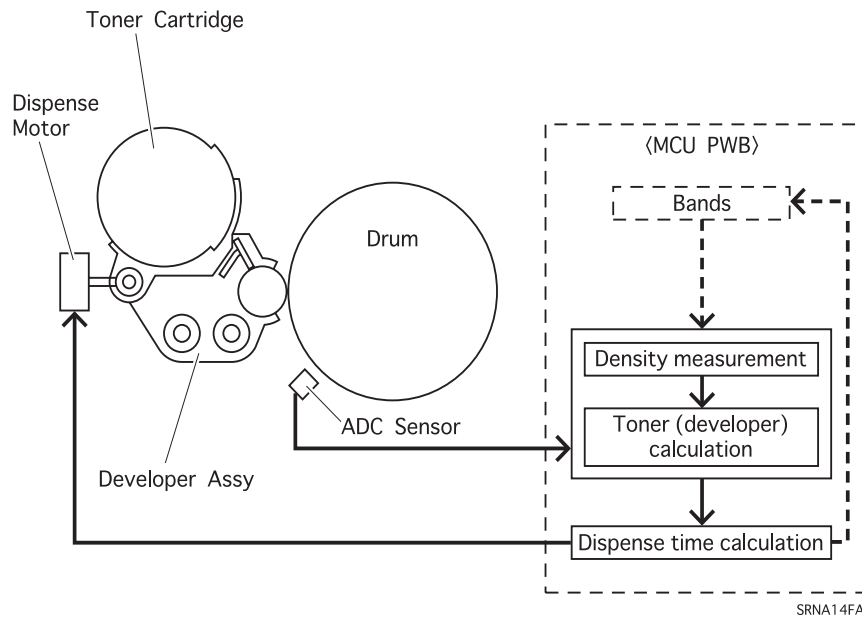 Toner Cartridge
Dispense
Motor
〈MCU PWB〉
Bands
Drum
Density measurement
ADC Sensor
Toner (developer)
calculation
Developer Assy
Dispense time calculation
SRNA14FA